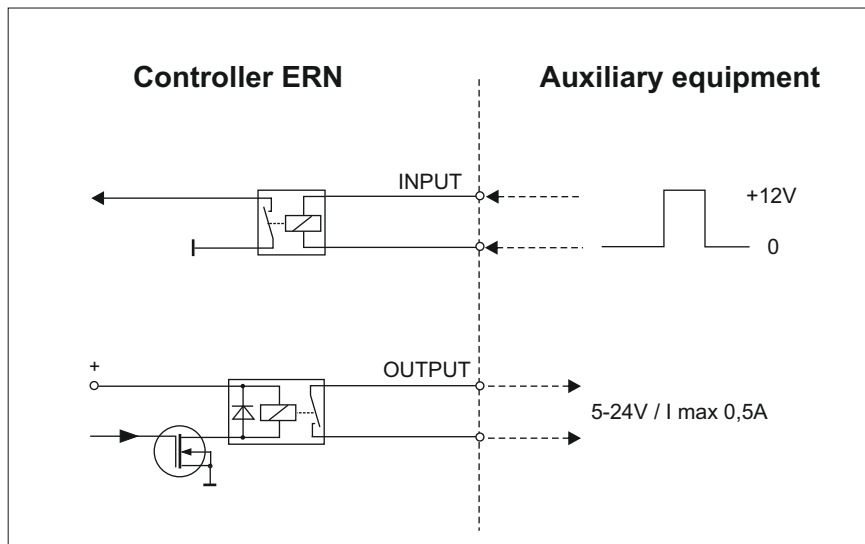 Controller ERN
Auxiliary equipment
INPUT
+12V
0
+
OUTPUT
5-24V / I max 0,5A